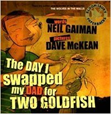 NEIL GAIMAN
DAVE McKEAN
THE DAY I
SWAPPED
MY DAD FOR
TWO GOLDFISH